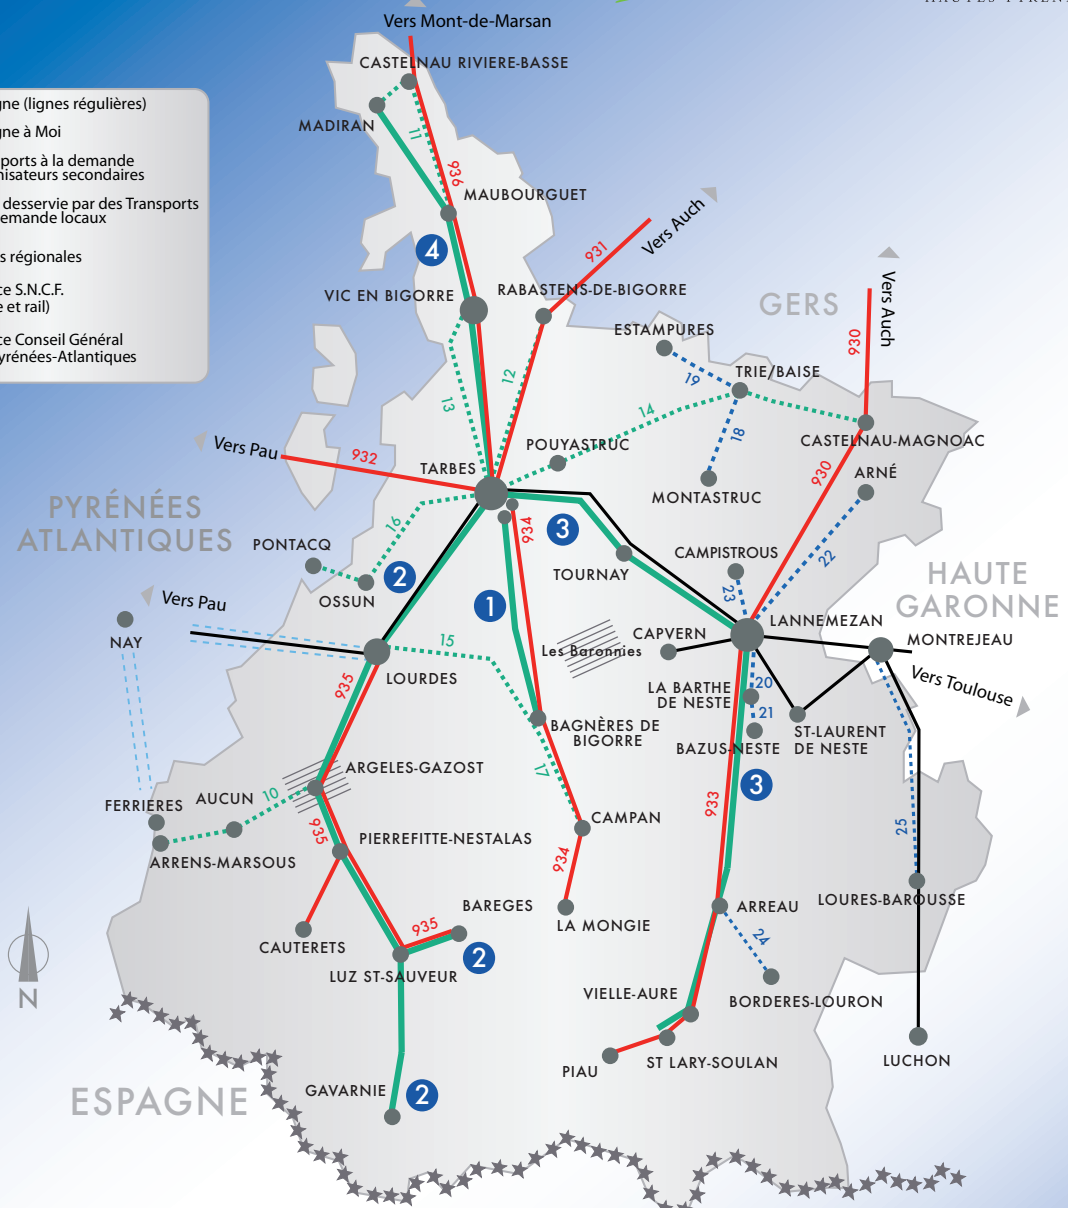 Vers Mont-de-Marsan
gne (lignes régulières)
gne à Moi
ports à la demande
nisateurs secondaires
desservie par des Transports
emande locaux
s régionales
ce S.N.C.F.
e et rail)
ce Conseil Général
yrénées-Atlantiques
CASTELNAU RIVIERE-BASSE
MADIRAN
11
936
MAUBOURGUET
4
931
Vers Auch
VIC EN BIGORRE
RABASTENS-DE-BIGORRE
GERS
Vers Auch
930
ESTAMPURES
19
TRIE/BAISE
13
12
14
18
CASTELNAU-MAGNOAC
Vers Pau
932
TARBES
POUYASTRUC
930
ARNÉ
MONTASTRUC
PYRÉNÉES
ATLANTIQUES
16
934
3
PONTACQ
CAMPISTROUS
22
OSSUN
2
TOURNAY
23
HAUTE
GARONNE
Vers Pau
1
NAY
LANNEMEZAN
CAPVERN
MONTREJEAU
15
Les Baronnies
LOURDES
935
LA BARTHE
DE NESTE
20
21
Vers Toulouse
BAGNÈRES DE
BIGORRE
BAZUS-NESTE
ST-LAURENT
DE NESTE
ARGELES-GAZOST
17
3
10
AUCUN
FERRIERES
933
25
935
CAMPAN
PIERREFITTE-NESTALAS
ARRENS-MARSOUS
934
LOURES-BAROUSSE
BAREGES
ARREAU
935
LA MONGIE
24
CAUTERETS
2
LUZ ST-SAUVEUR
VIELLE-AURE
BORDERES-LOURON
N
PIAU
ST LARY-SOULAN
LUCHON
ESPAGNE
GAVARNIE
2